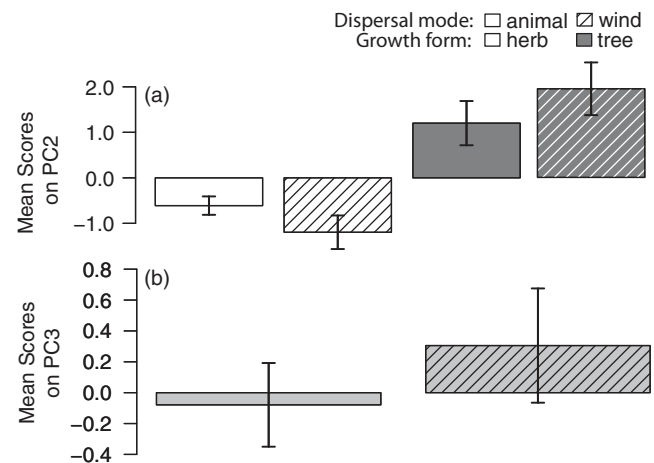 Dispersal mode: animal wind
Growth form: herb tree
(a)
2.0
1.0
0.0
−1.0
Mean Scores
on PC2
(b)
0.8
0.6
0.4
0.2
0.0
−0.2
−0.4
Mean Scores
on PC3